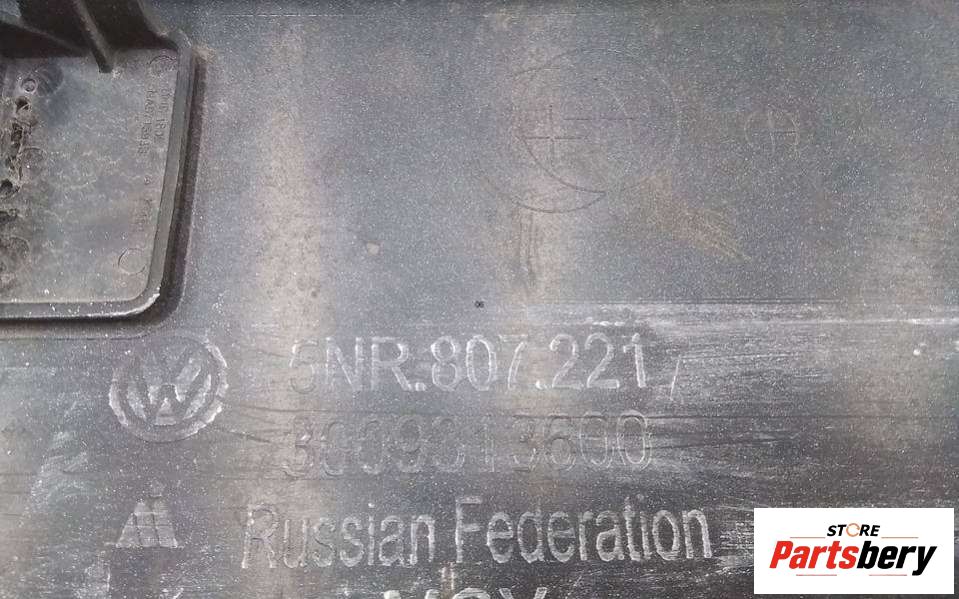 5NR.807.221
3009313600
Russian Federation
STORE
Partsbery